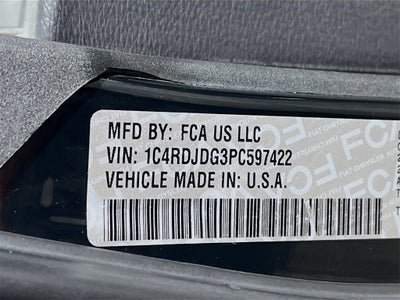 MFD BY: FCA US LLC
VIN: 1C4RDJDG3PC597422
VEHICLE MADE IN: U.S.A.